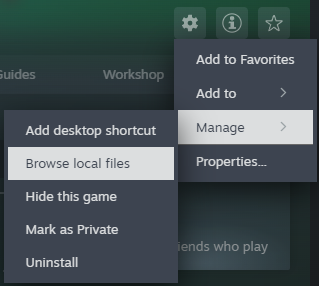 Guides
Workshop
Add to Favorites
Add to
Manage
Properties...
Add desktop shortcut
Browse local files
Hide this game
Mark as Private
Uninstall
who play